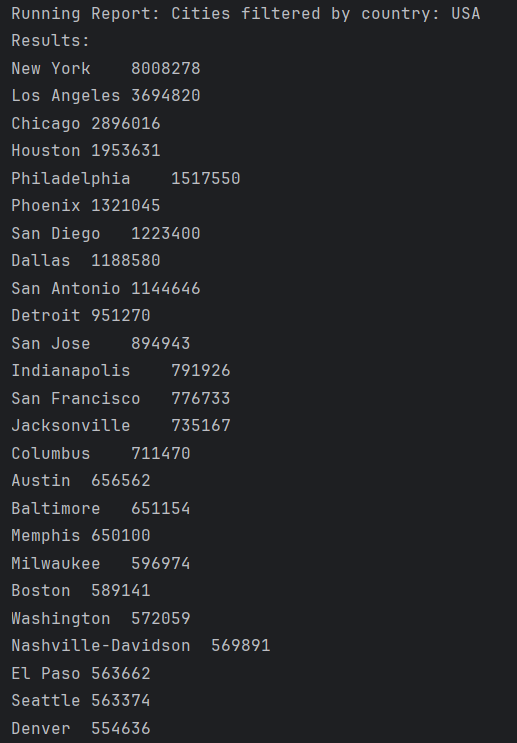 Running Report: Cities filtered by country: USA
Results:
New York	8008278
Los Angeles	3694820
Chicago	2896016
Houston	1953631
Philadelphia	1517550
Phoenix	1321045
San Diego	1223400
Dallas	1188580
San Antonio	1144646
Detroit	951270
San Jose	894943
Indianapolis	791926
San Francisco	776733
Jacksonville	735167
Columbus	711470
Austin	656562
Baltimore	651154
Memphis	650100
Milwaukee	596974
Boston	589141
Washington	572059
Nashville-Davidson	569891
El Paso	563662
Seattle	563374
Denver	554636